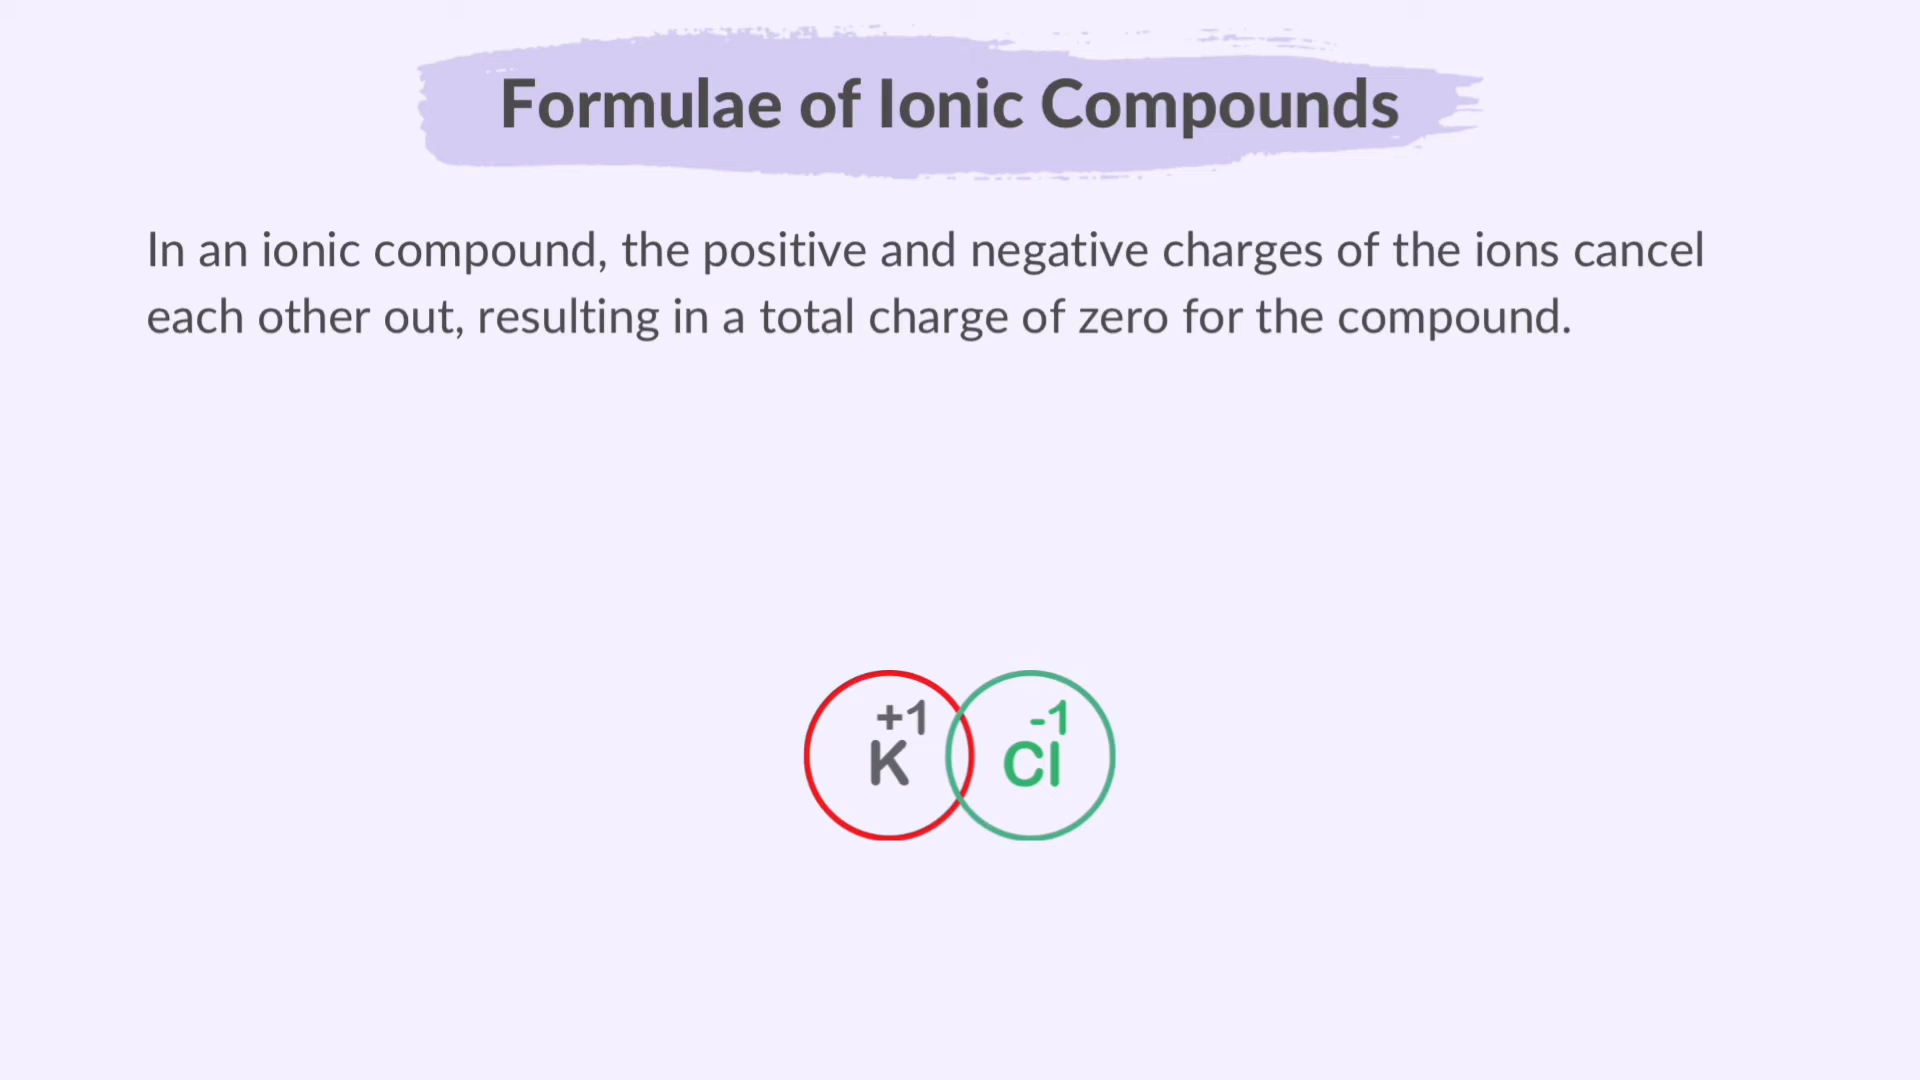 Formulae of Ionic Compounds
In an ionic compound, the positive and negative charges of the ions cancel
each other out, resulting in a total charge of zero for the compound.
+1 -1
K Cl